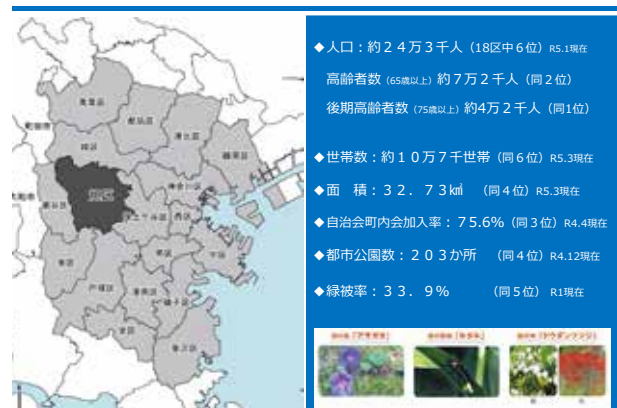 ◆人口：約２４万３千人（18区中６位）R5.1現在
高齢者数（65歳以上）約７万２千人（同２位）
後期高齢者数（75歳以上）約4万２千人（同1位）
◆世帯数：約１０万７千世帯（同６位）R5.3現在
◆面　積：３２．７３㎢　（同４位）R5.3現在
◆自治会町内会加入率：７５.６%（同３位）R4.4現在
◆都市公園数：２０３か所　（同４位）R4.12現在
◆緑被率：３３．９％　　（同５位）R1現在
青葉区
都筑区
港北区
緑区
鶴見区
神奈川区
瀬谷区
西区
中区
泉区
戸塚区
港南区
磯子区
栄区
金沢区